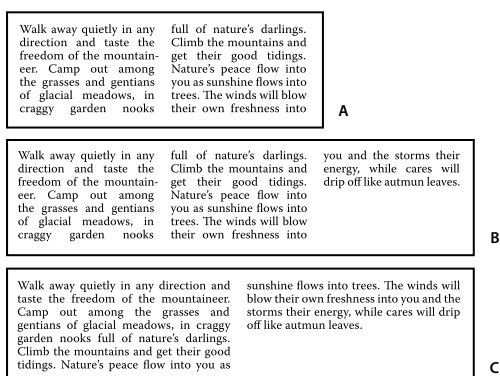 Walk away quietly in any
direction and taste the
freedom of the mountain-
eer. Camp out among
the grasses and gentians
of glacial meadows, in
craggy garden nooks
full of nature's darlings.
Climb the mountains and
get their good tidings.
Nature's peace flow into
you as sunshine flows into
trees. The winds will blow
their own freshness into
A
Walk away quietly in any
direction and taste the
freedom of the mountain-
eer. Camp out among
the grasses and gentians
of glacial meadows, in
craggy garden nooks
full of nature's darlings.
Climb the mountains and
get their good tidings.
Nature's peace flow into
you as sunshine flows into
trees. The winds will blow
their own freshness into
you and the storms their
energy, while cares will
drip off like autmun leaves.
B
Walk away quietly in any direction and
taste the freedom of the mountaineer.
Camp out among the grasses and
gentians of glacial meadows, in craggy
garden nooks full of nature's darlings.
Climb the mountains and get their good
tidings. Nature's peace flow into you as
sunshine flows into trees. The winds will
blow their own freshness into you and the
storms their energy, while cares will drip
off like autmun leaves.
C